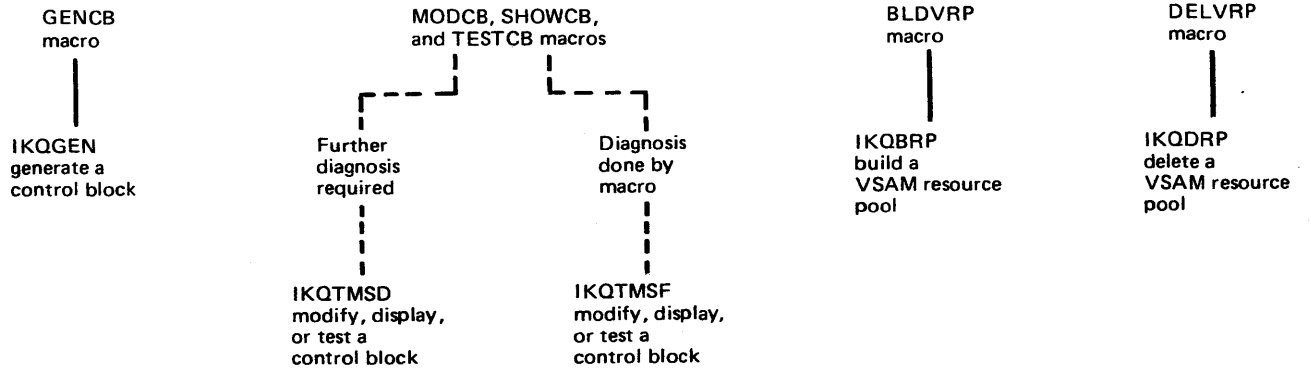 GENCB
macro
MODCB, SHOWCB,
and TESTCB macros
BLDVRP
macro
DELVRP
macro
IKQGEN
generate a
control block
Further
diagnosis
required
Diagnosis
done by
macro
IKQBRP
build a
VSAM resource
pool
IKQDRP
delete a
VSAM resource
pool
IKQTMSD
modify, display,
or test a
control block
IKQTMSF
modify, display,
or test a
control block